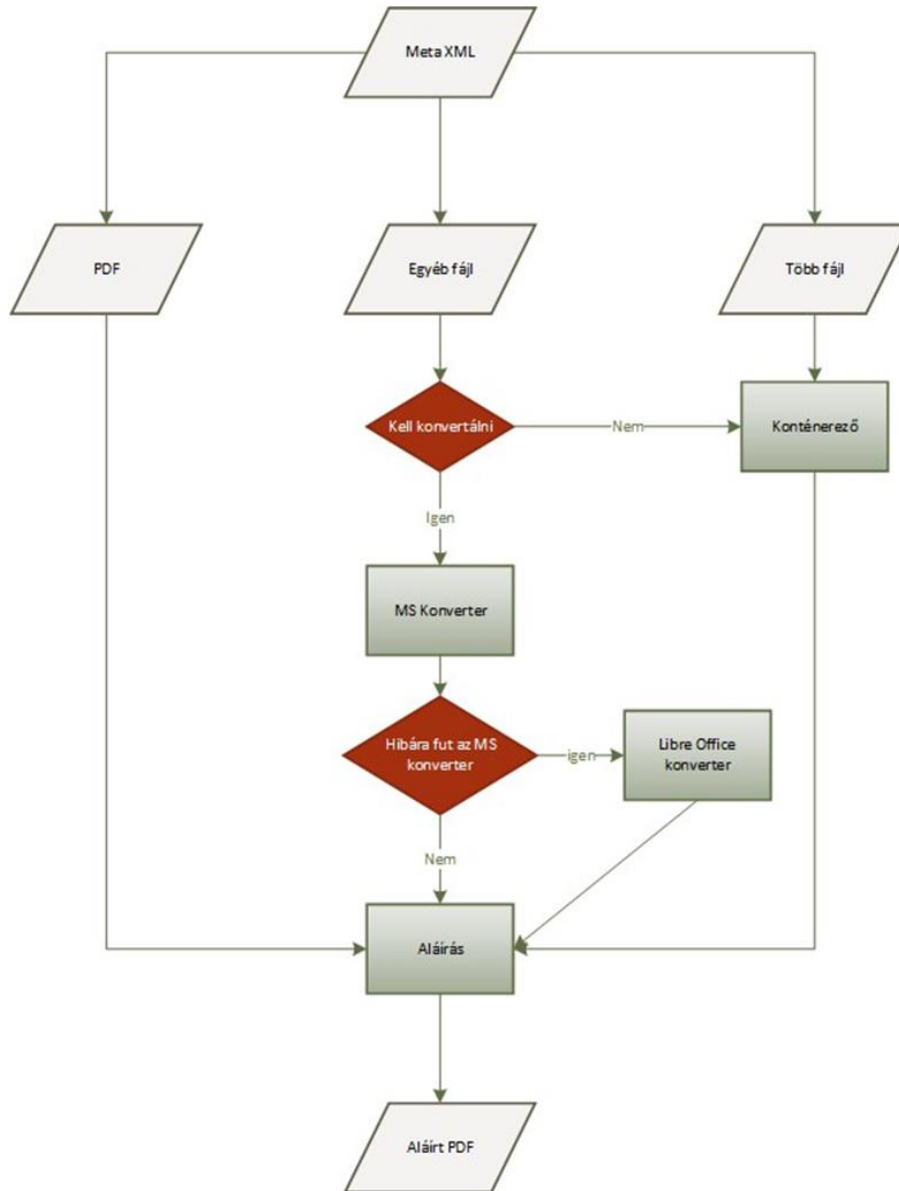 Meta XML
PDF
Egyéb fájl
Több fájl
Kell konvertálni
Nem
Konténerező
Igen
MS Konverter
Hibára fut az MS
konverter
igen
Libre Office
konverter
Nem
Aláírás
Aláírt PDF